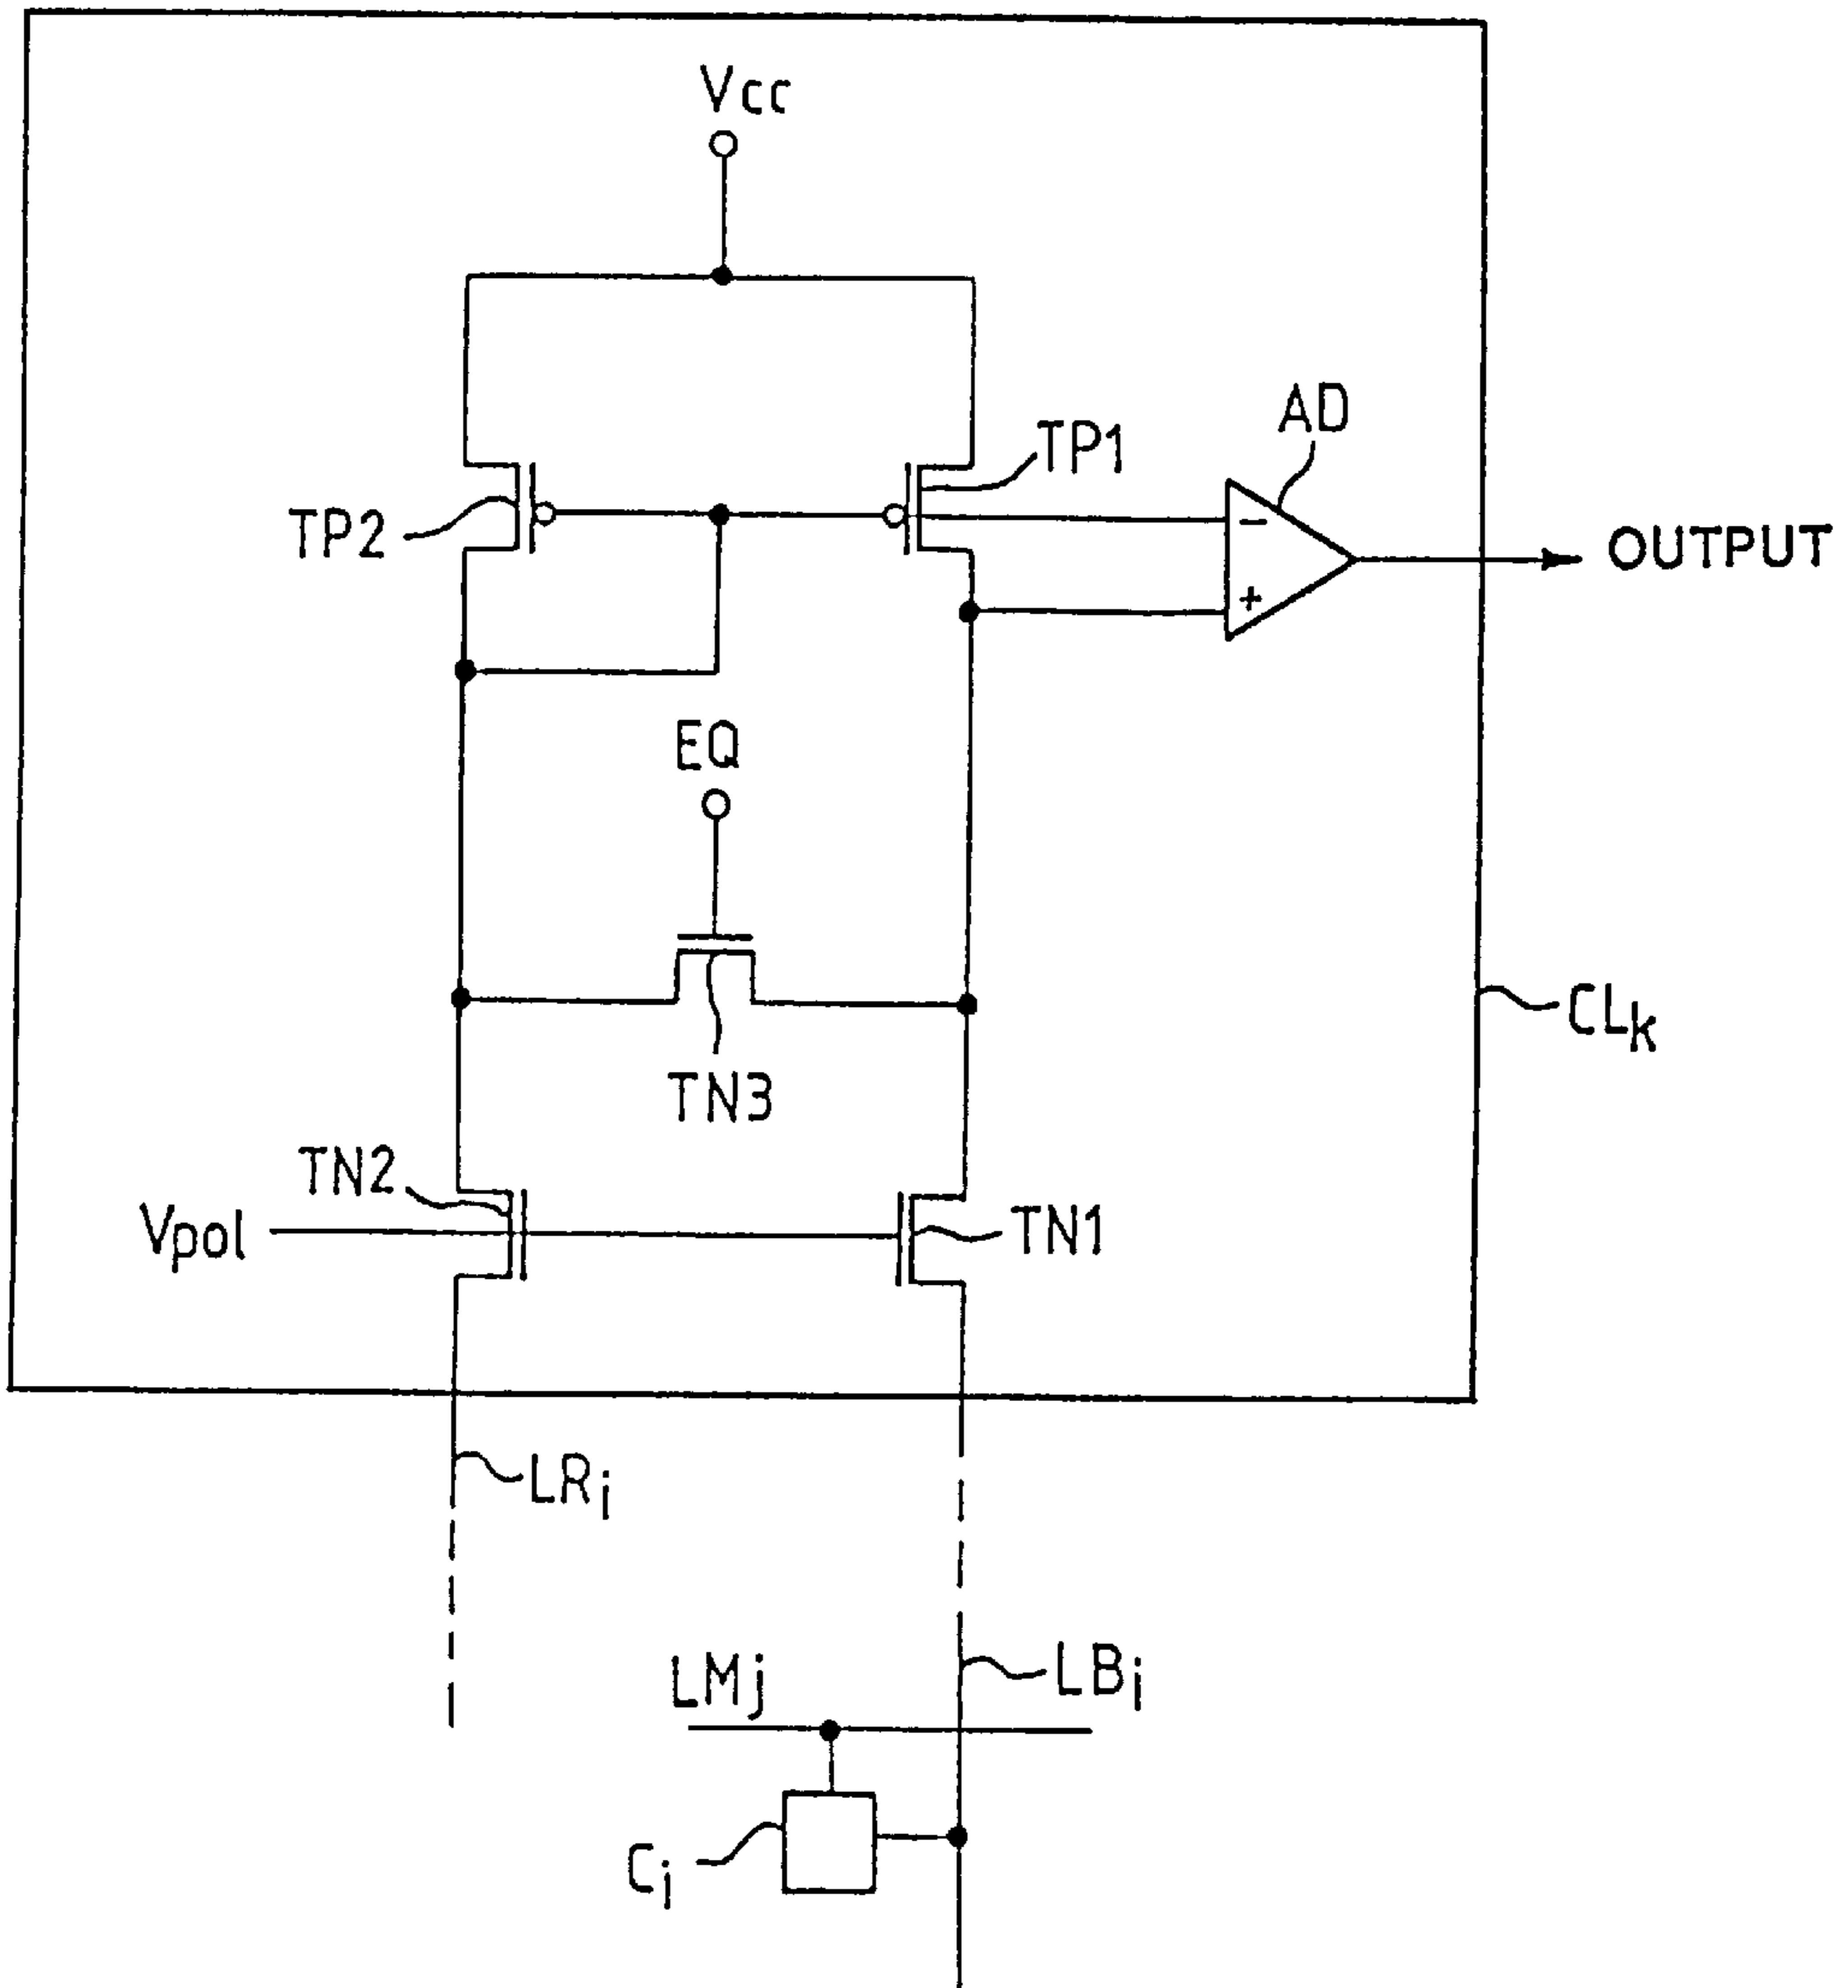 Vcc
AD
TP1
TP2
−
+
OUTPUT
EQ
CLk
TN3
TN2
Vpol
TN1
LRi
LMj
LBi
Ci